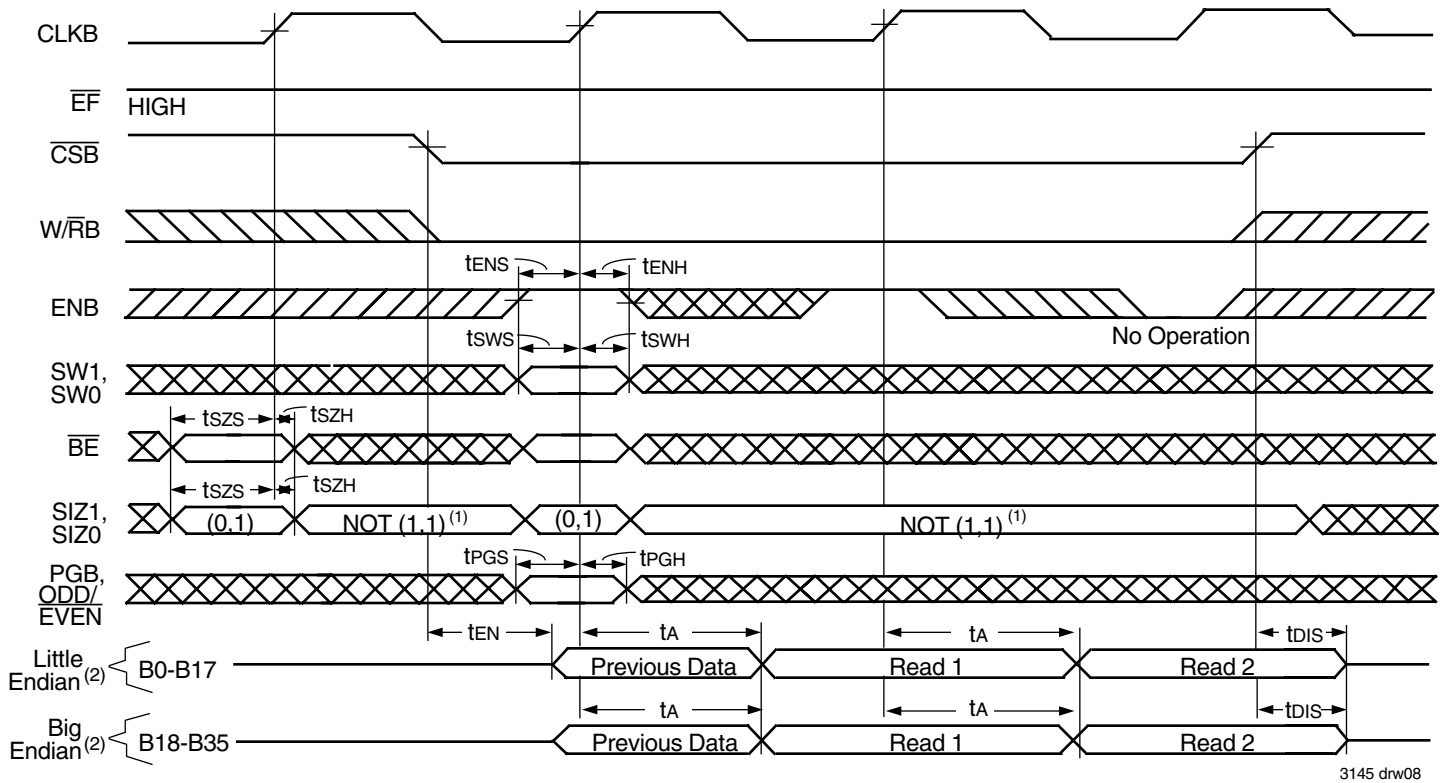 CLKB
EF HIGH
CSB
W/RB
tENS tENH
ENB
No Operation
tSWS tSWH
SW1,
SW0
tSZS tSZH
BE
tSZS tSZH
SIZ1,
SIZ0
(0,1) NOT (1,1) (1) (0,1) NOT (1,1) (1)
tPGS tPGH
PGB,
ODD/
EVEN
tEN tA tA tDIS
Little
Endian (2) B0-B17 Previous Data Read 1 Read 2
tA tA tDIS
Big
Endian (2) B18-B35 Previous Data Read 1 Read 2
3145 drw08